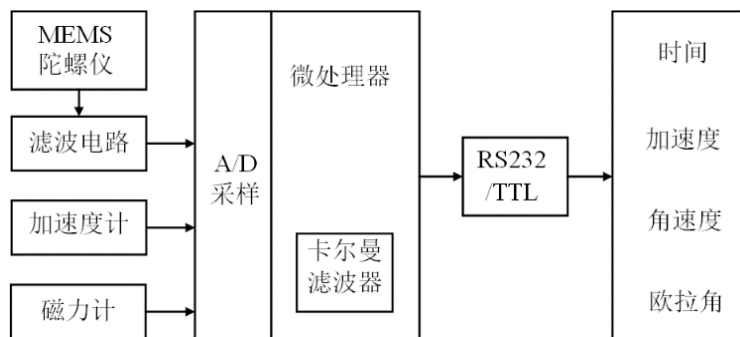 MEMS
陀螺仪
滤波电路
加速度计
磁力计
A/D
采样
微处理器
卡尔曼
滤波器
RS232
/TTL
时间
加速度
角速度
欧拉角